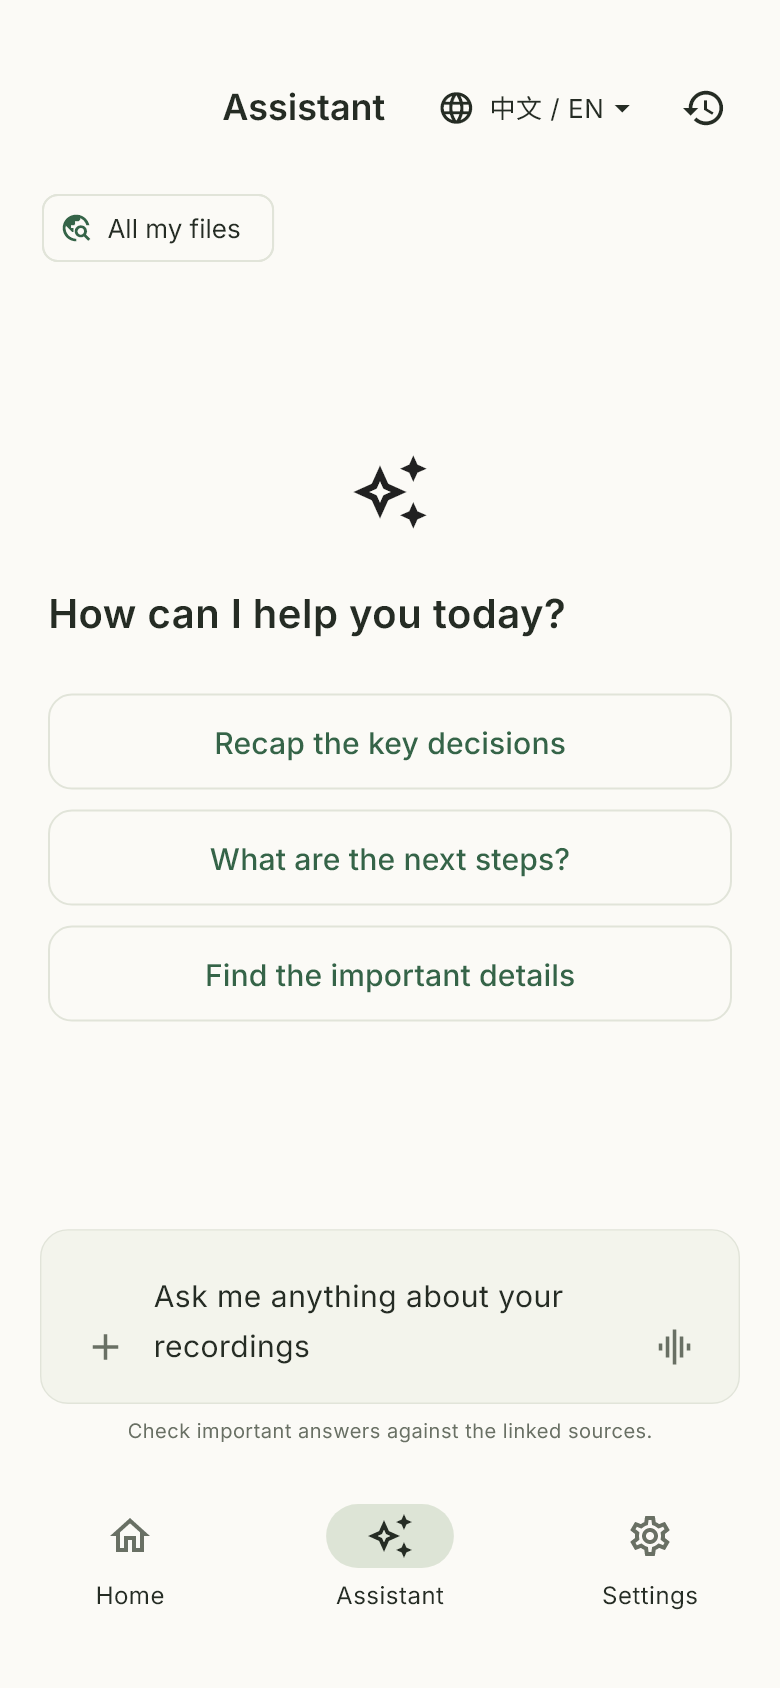 Assistant
中文 / EN
All my files
How can I help you today?
Recap the key decisions
What are the next steps?
Find the important details
Ask me anything about your
recordings
Check important answers against the linked sources.
Home
Assistant
Settings